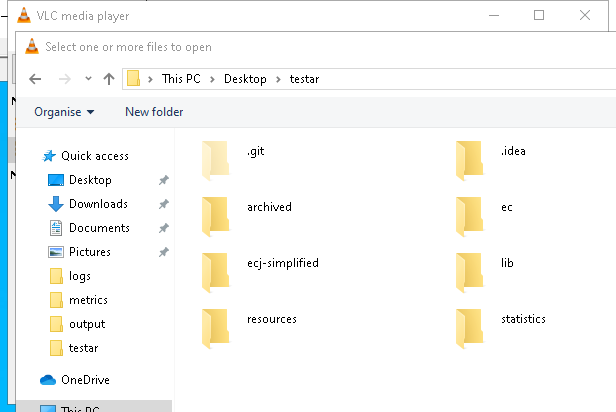 VLC media player
Select one or more files to open
This PC > Desktop > testar
Organise New folder
Quick access
Desktop
Downloads
Documents
Pictures
logs
metrics
output
testar
OneDrive
This PC
.git .idea
archived ec
ecj-simplified lib
resources statistics